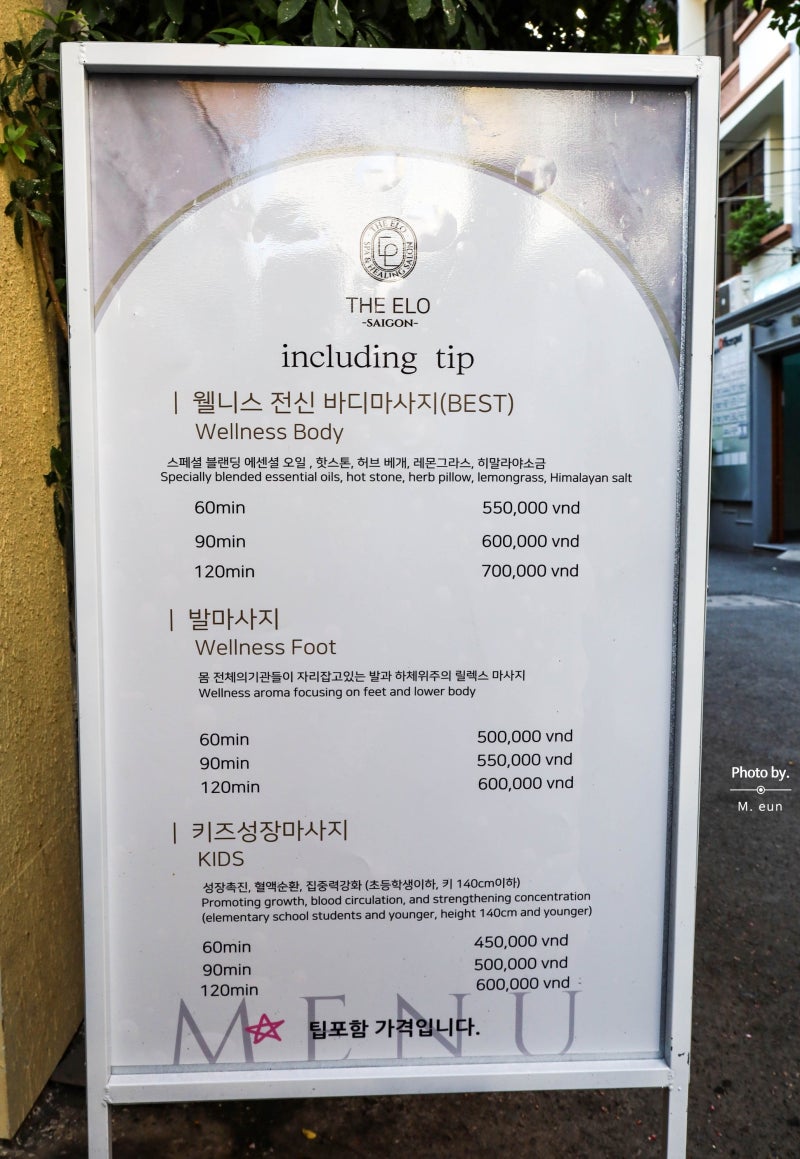 THE ELO
SPA & HEALING SALON
THE ELO
-SAIGON-
including tip
| 웰니스 전신 바디마사지(BEST)
Wellness Body
스페셜 블랜딩 에센셜 오일 , 핫스톤, 허브 베개, 레몬그라스, 히말라야소금
Specially blended essential oils, hot stone, herb pillow, lemongrass, Himalayan salt
60min 550,000 vnd
90min 600,000 vnd
120min 700,000 vnd
| 발마사지
Wellness Foot
몸 전체의기관들이 자리잡고있는 발과 하체위주의 릴렉스 마사지
Wellness aroma focusing on feet and lower body
60min 500,000 vnd
90min 550,000 vnd
120min 600,000 vnd
| 키즈성장마사지
KIDS
성장촉진, 혈액순환, 집중력강화 (초등학생이하, 키 140cm이하)
Promoting growth, blood circulation, and strengthening concentration
(elementary school students and younger, height 140cm and younger)
60min 450,000 vnd
90min 500,000 vnd
120min 600,000 vnd
MENU
팁포함 가격입니다.
Photo by.
M. eun